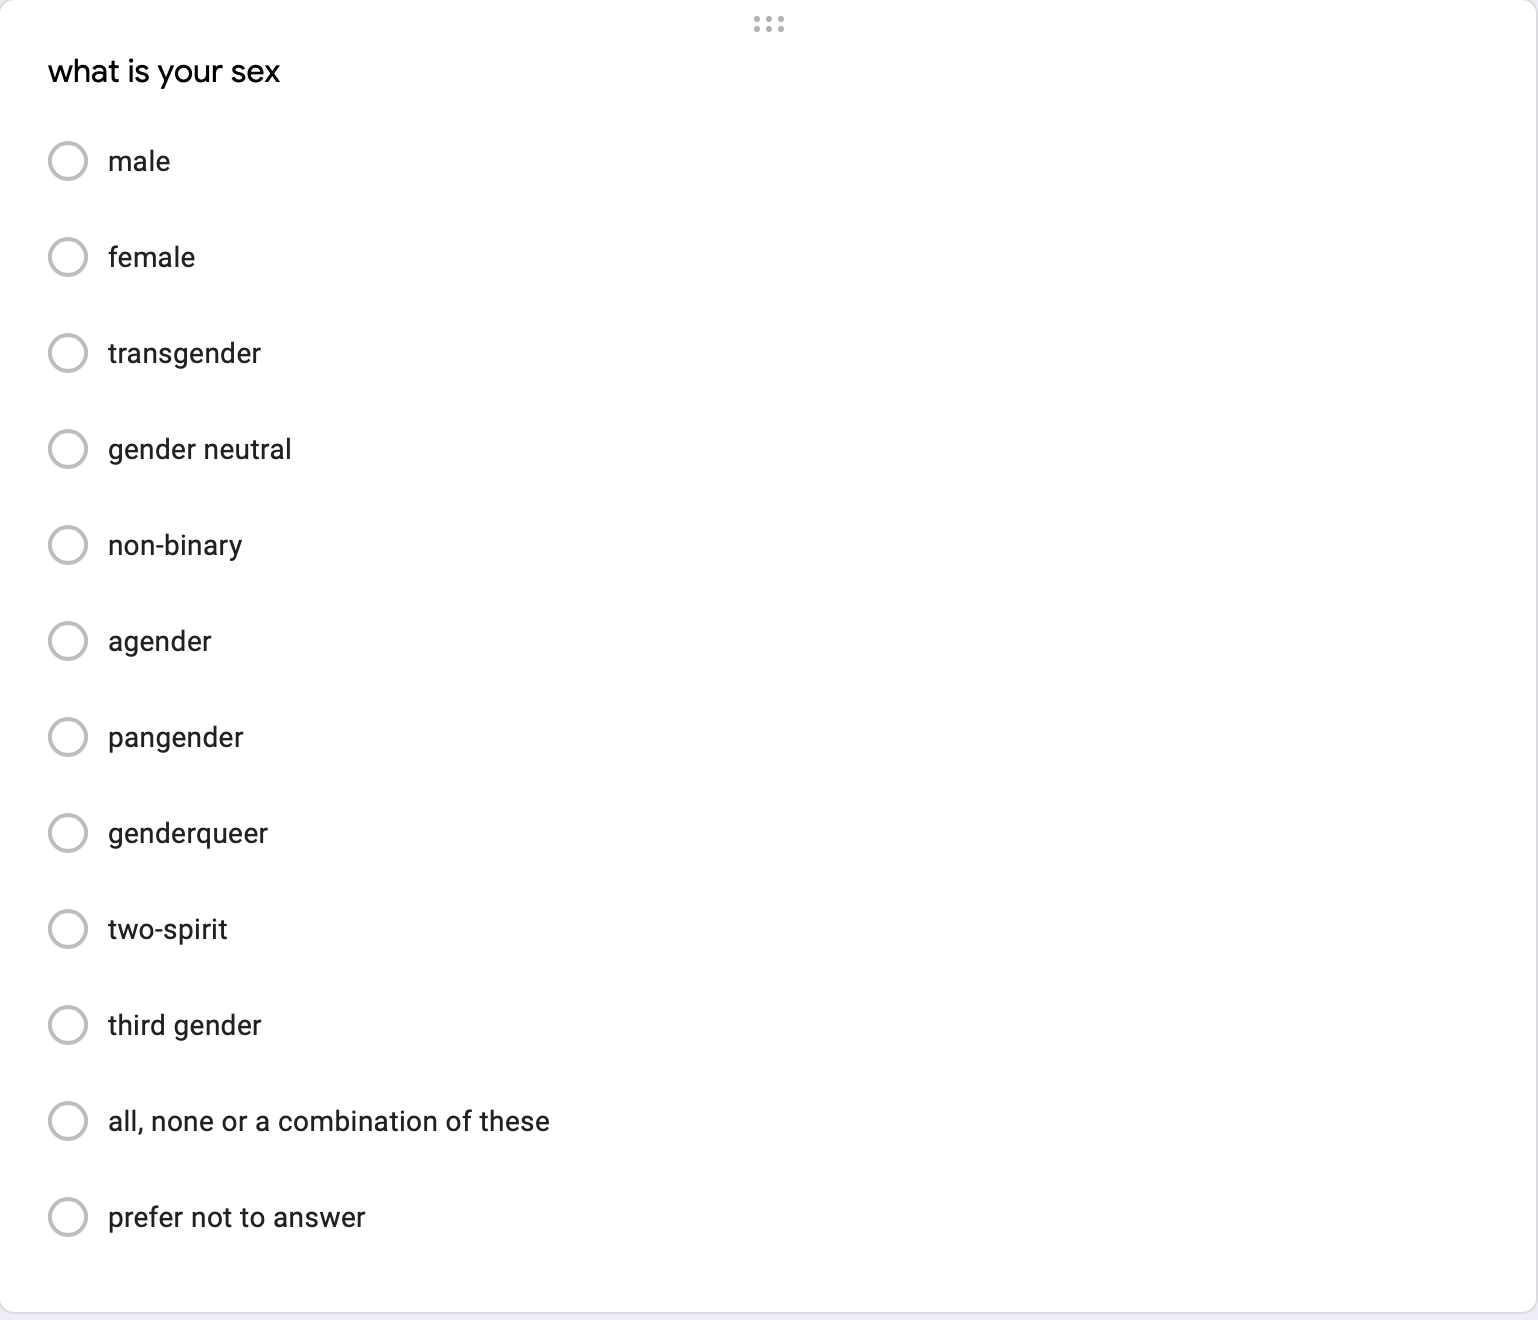 what is your sex
male
female
transgender
gender neutral
non-binary
agender
pangender
genderqueer
two-spirit
third gender
all, none or a combination of these
prefer not to answer